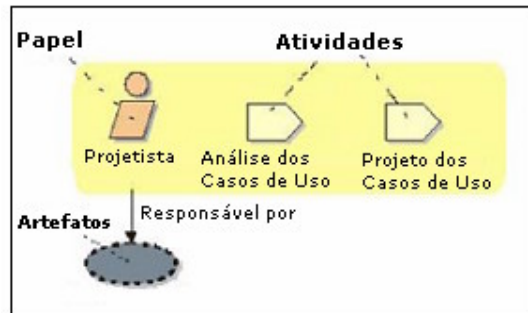 Papel
Atividades
Projetista
Análise dos
Casos de Uso
Projeto dos
Casos de Uso
Artefatos
Responsável por